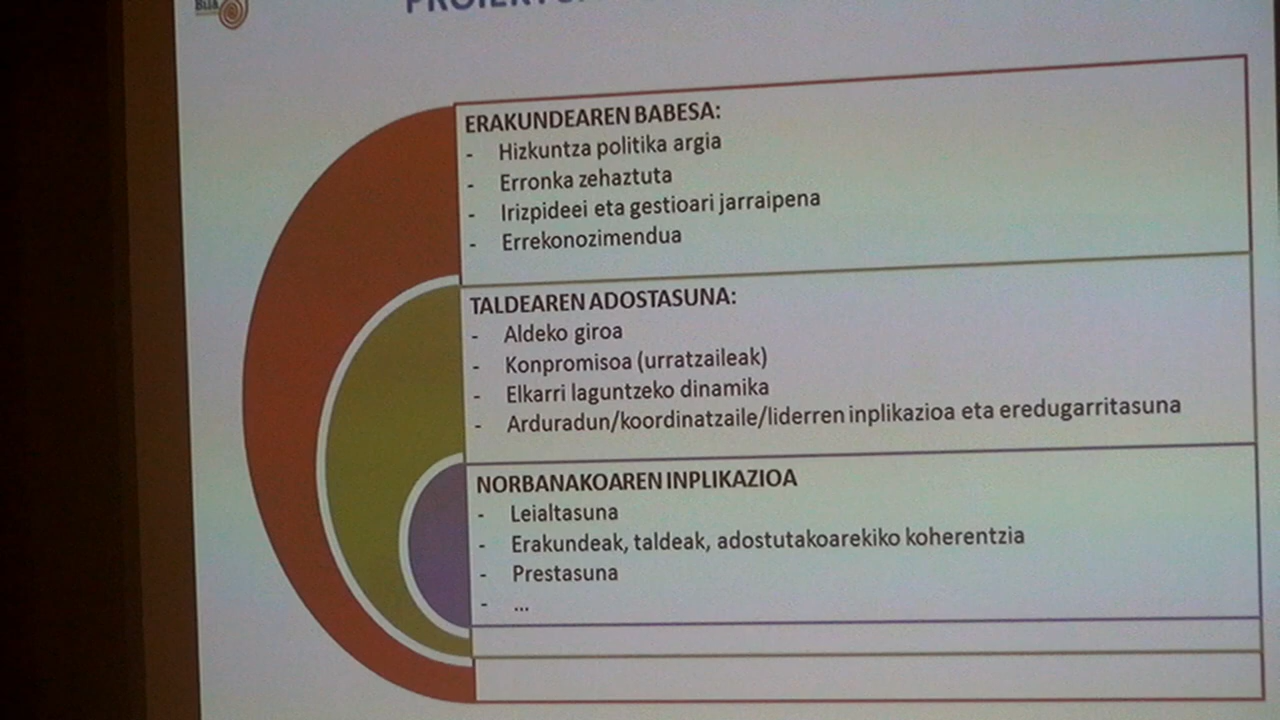 ERAKUNDEAREN BABESA:
- Hizkuntza politika argia
- Erronka zehaztuta
- Irizpideei eta gestioari jarraipena
- Errekonozimendua
TALDEAREN ADOSTASUNA:
- Aldeko giroa
- Konpromisoa (urratzaileak)
- Elkarri laguntzeko dinamika
- Arduradun/koordinatzaile/liderren inplikazioa eta eredugarritasuna
NORBANAKOAREN INPLIKAZIOA
- Leialtasuna
- Erakundeak, taldeak, adostutakoarekiko koherentzia
- Prestasuna
- ...